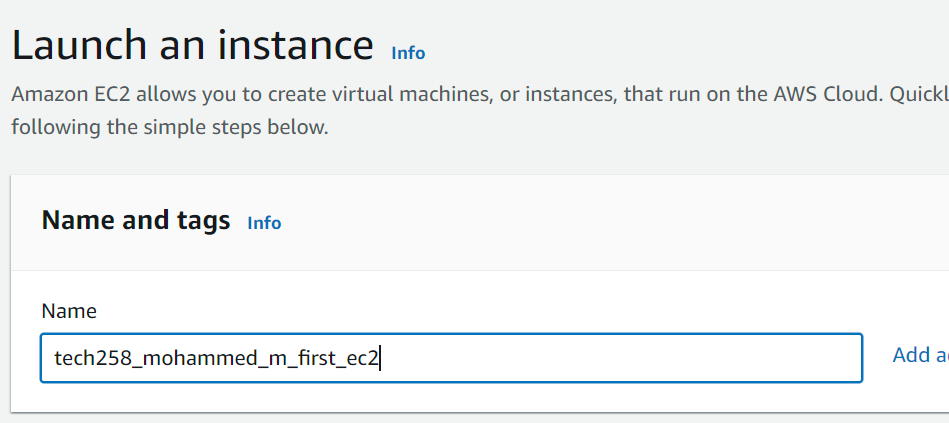 Launch an instance Info
Amazon EC2 allows you to create virtual machines, or instances, that run on the AWS Cloud. Quickl
following the simple steps below.
Name and tags Info
Name
tech258_mohammed_m_first_ec2
Add a